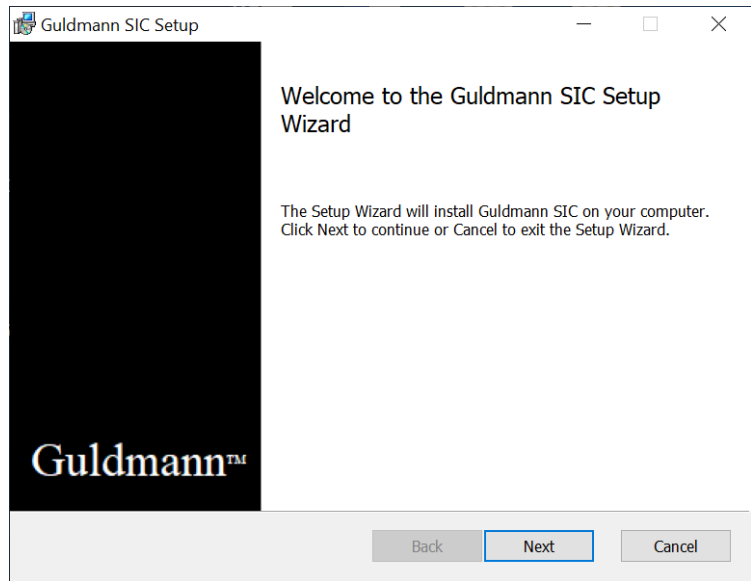 Guldmann SIC Setup
Welcome to the Guldmann SIC Setup
Wizard
The Setup Wizard will install Guldmann SIC on your computer.
Click Next to continue or Cancel to exit the Setup Wizard.
Guldmann™
Back
Next
Cancel